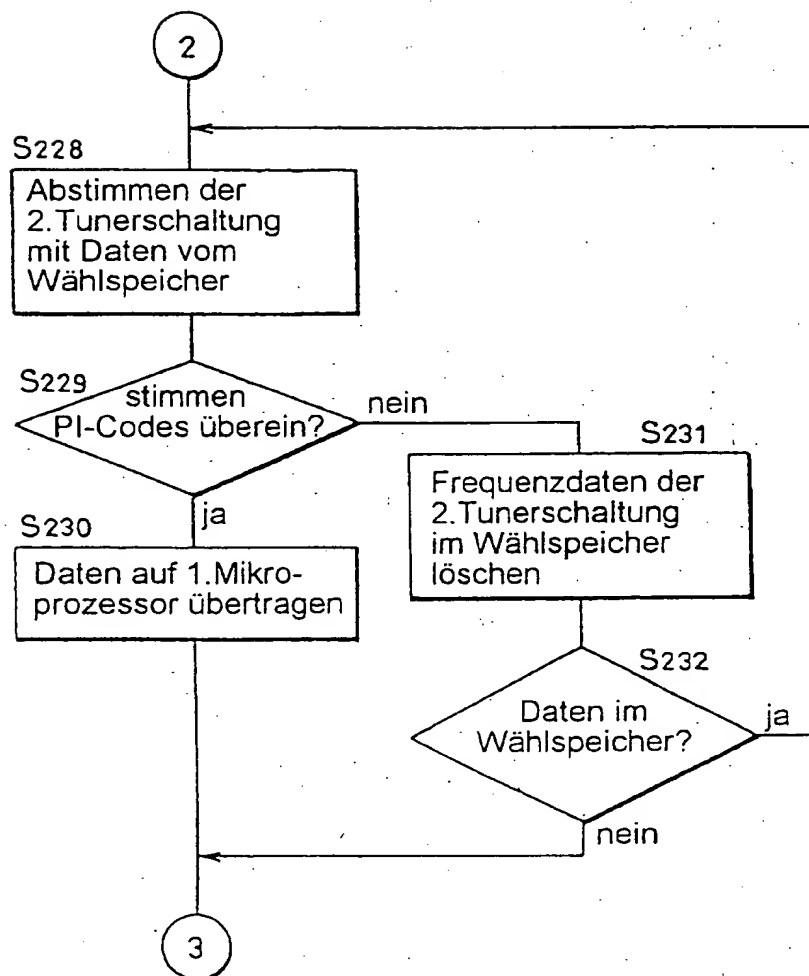 2
S228
Abstimmen der
2.Tunerschaltung
mit Daten vom
Wählspeicher
S229
stimmen
PI-Codes überein?
nein
ja
S230
Daten auf 1.Mikro-
prozessor übertragen
S231
Frequenzdaten der
2.Tunerschaltung
im Wählspeicher
löschen
S232
Daten im
Wählspeicher?
ja
nein
3